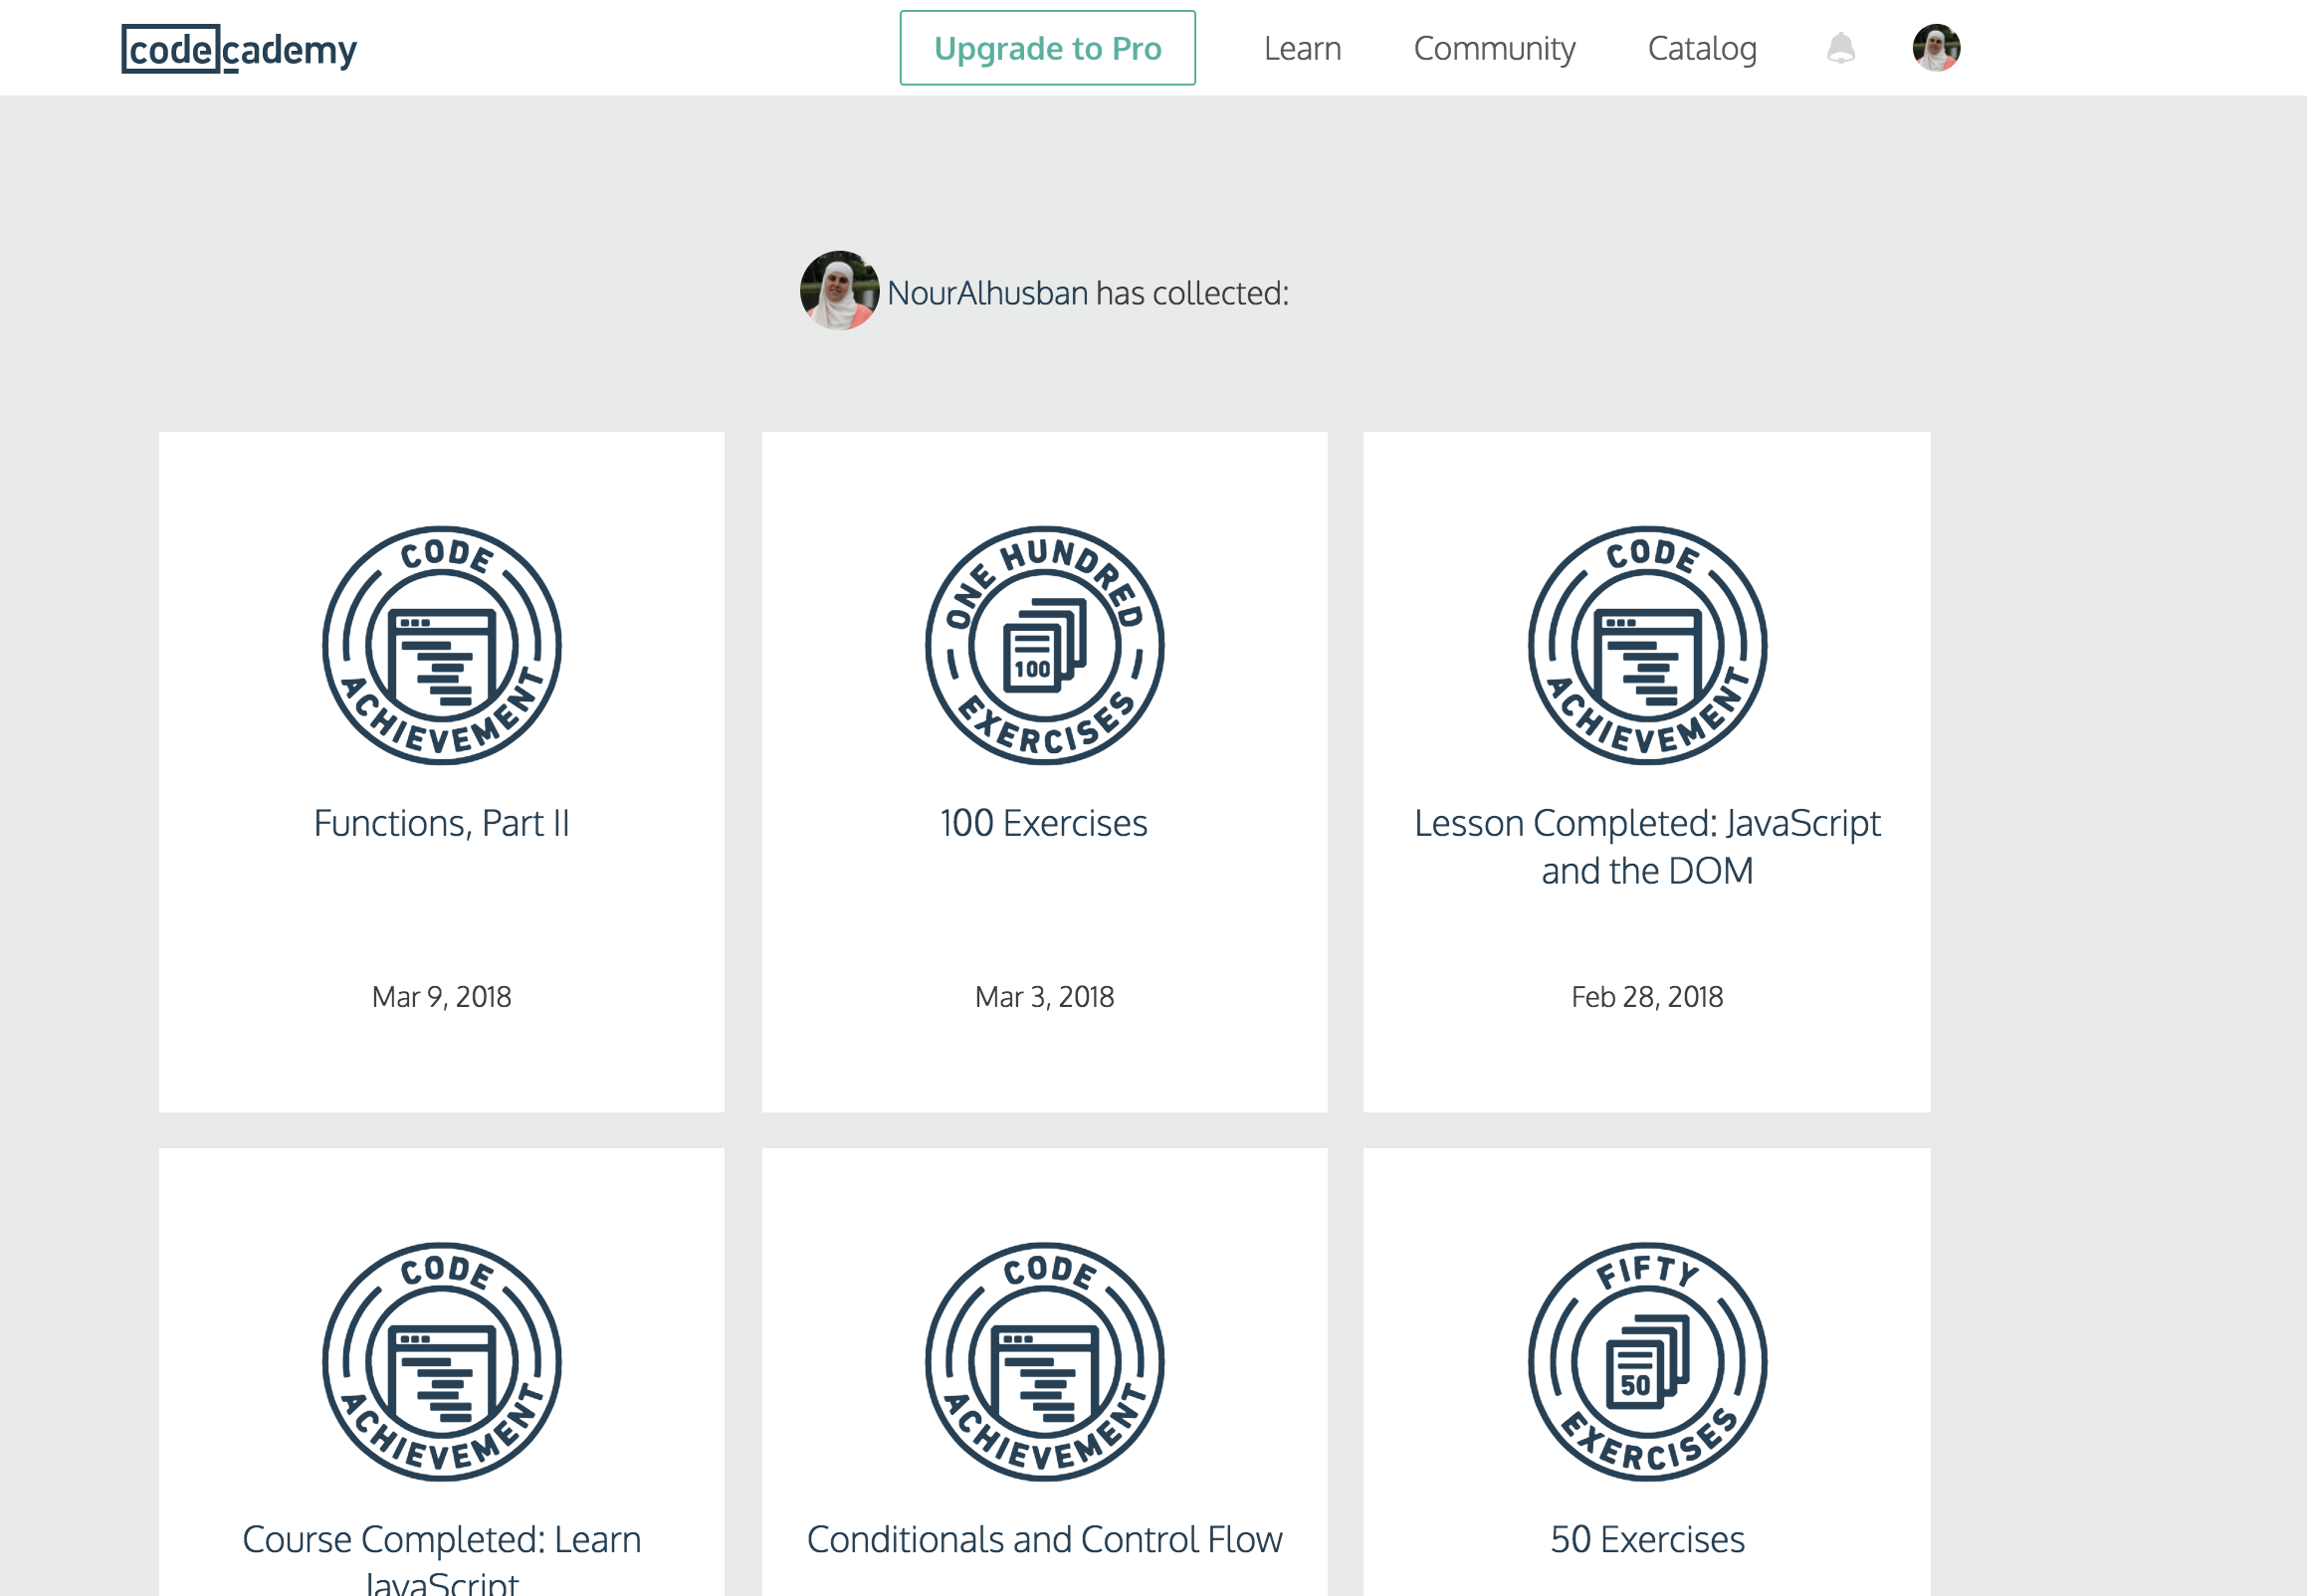 codecademy
Upgrade to Pro
Learn
Community
Catalog
NourAlhusban has collected:
CODE
ACHIEVEMENT
Functions, Part II
Mar 9, 2018
ONE HUNDRED
100
EXERCISES
100 Exercises
Mar 3, 2018
CODE
ACHIEVEMENT
Lesson Completed: JavaScript
and the DOM
Feb 28, 2018
CODE
ACHIEVEMENT
Course Completed: Learn
JavaScript
CODE
ACHIEVEMENT
Conditionals and Control Flow
FIFTY
50
EXERCISES
50 Exercises